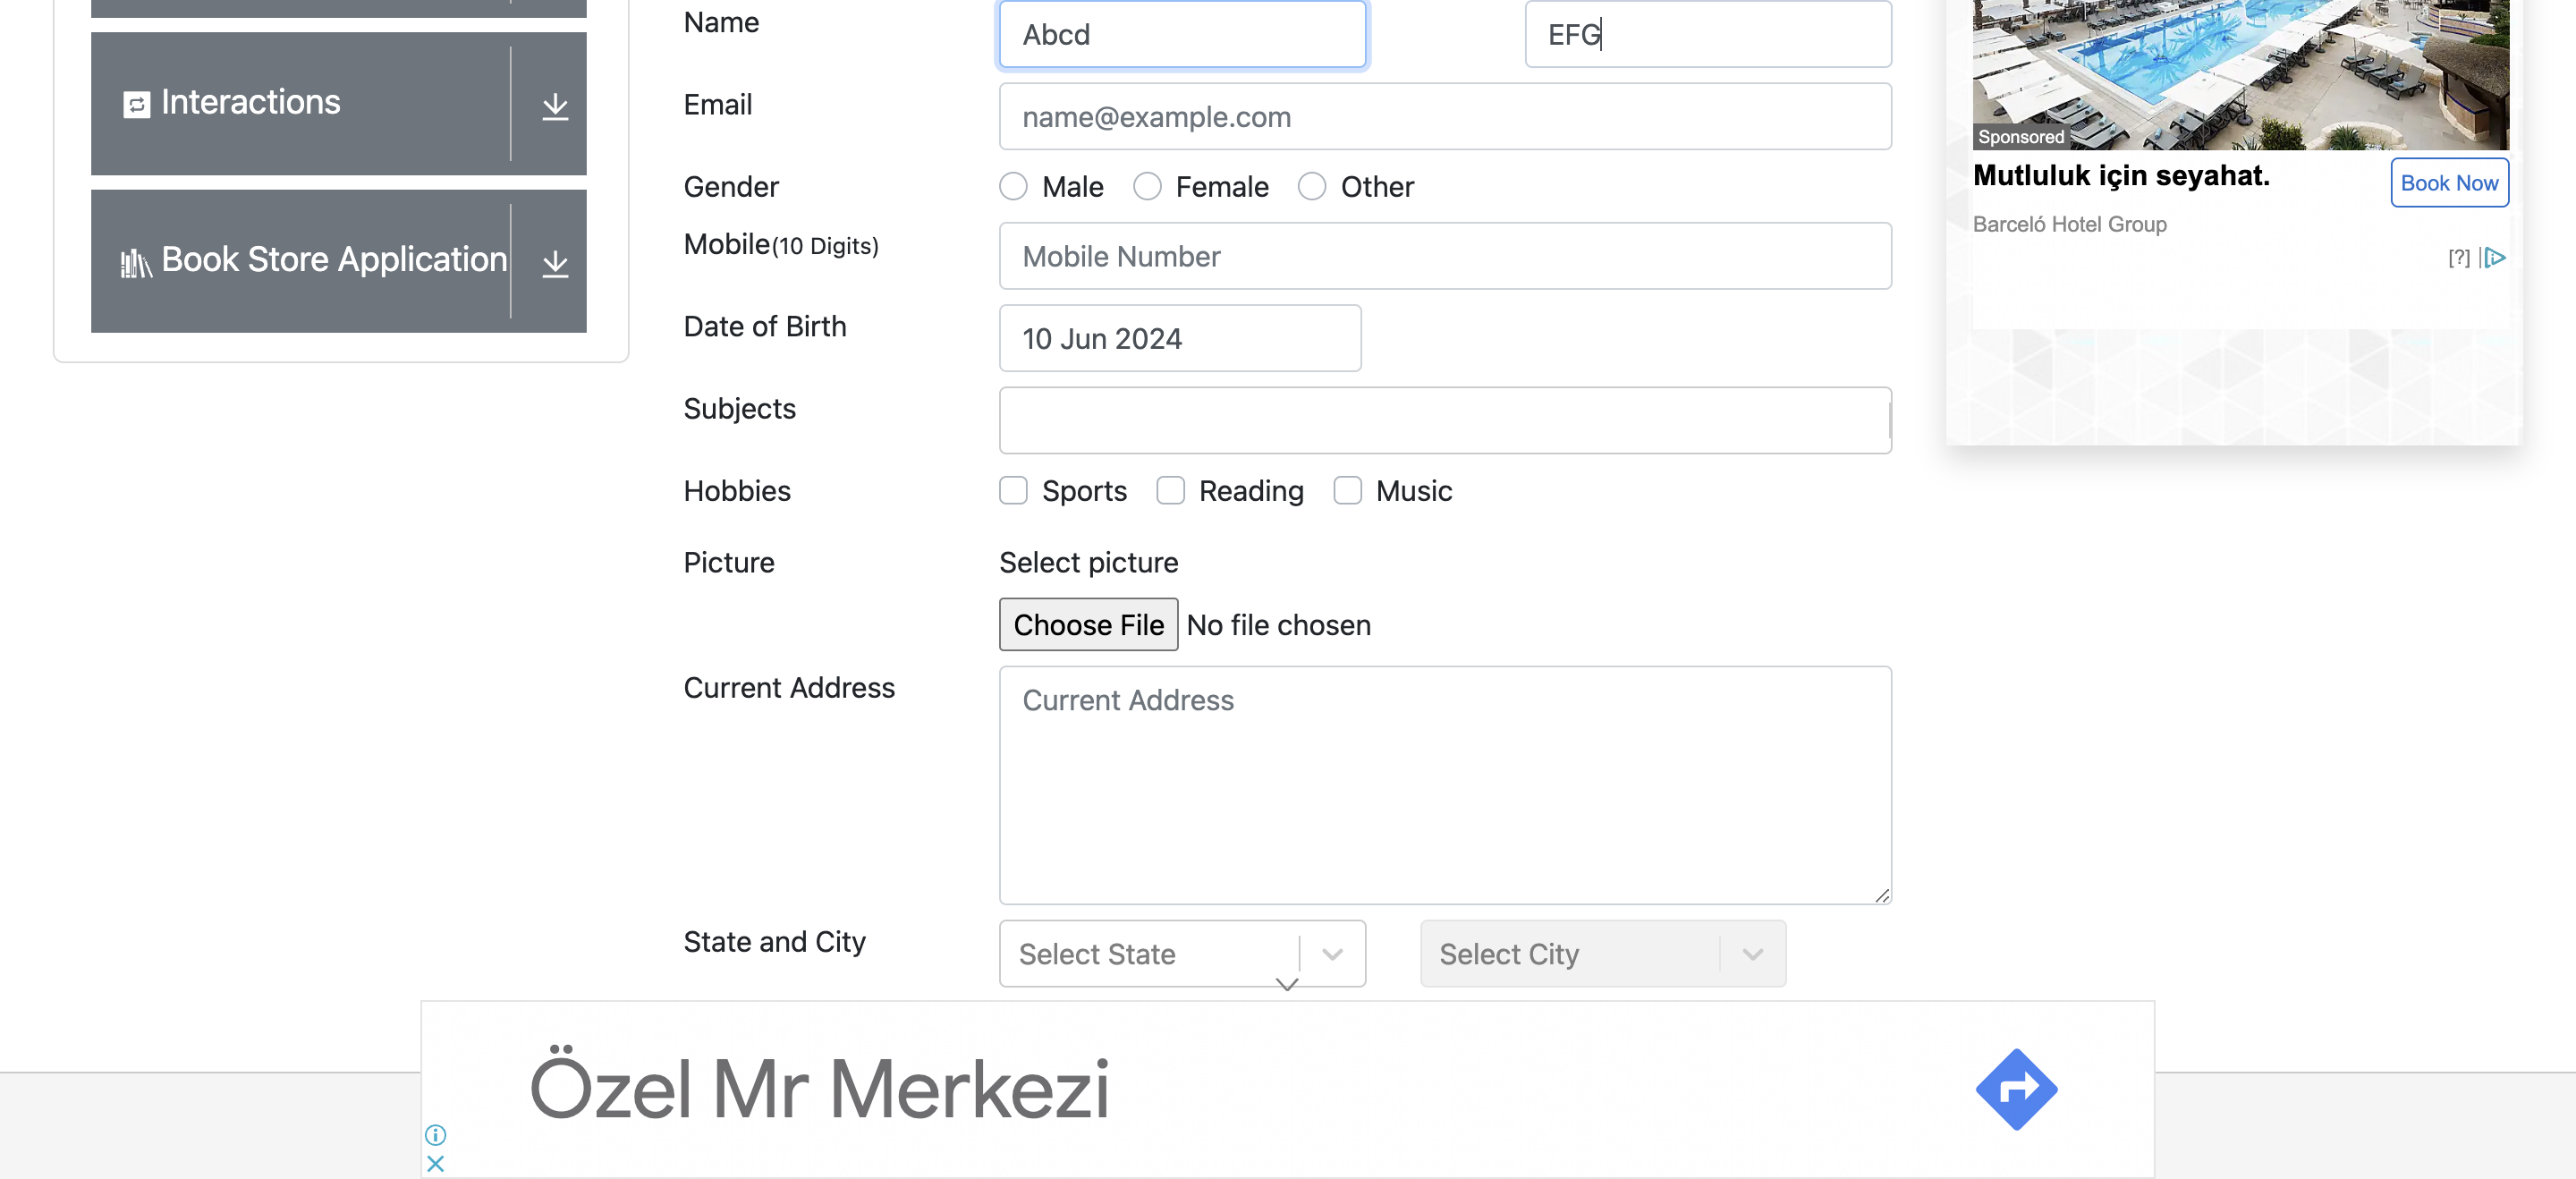 Interactions
Book Store Application
Name
Abcd
EFG
Email
name@example.com
Gender
Male
Female
Other
Mobile(10 Digits)
Mobile Number
Date of Birth
10 Jun 2024
Subjects
Hobbies
Sports
Reading
Music
Picture
Select picture
Choose File No file chosen
Current Address
Current Address
State and City
Select State
Select City
Sponsored
Mutluluk için seyahat.
Book Now
Barceló Hotel Group
[?]
Özel Mr Merkezi